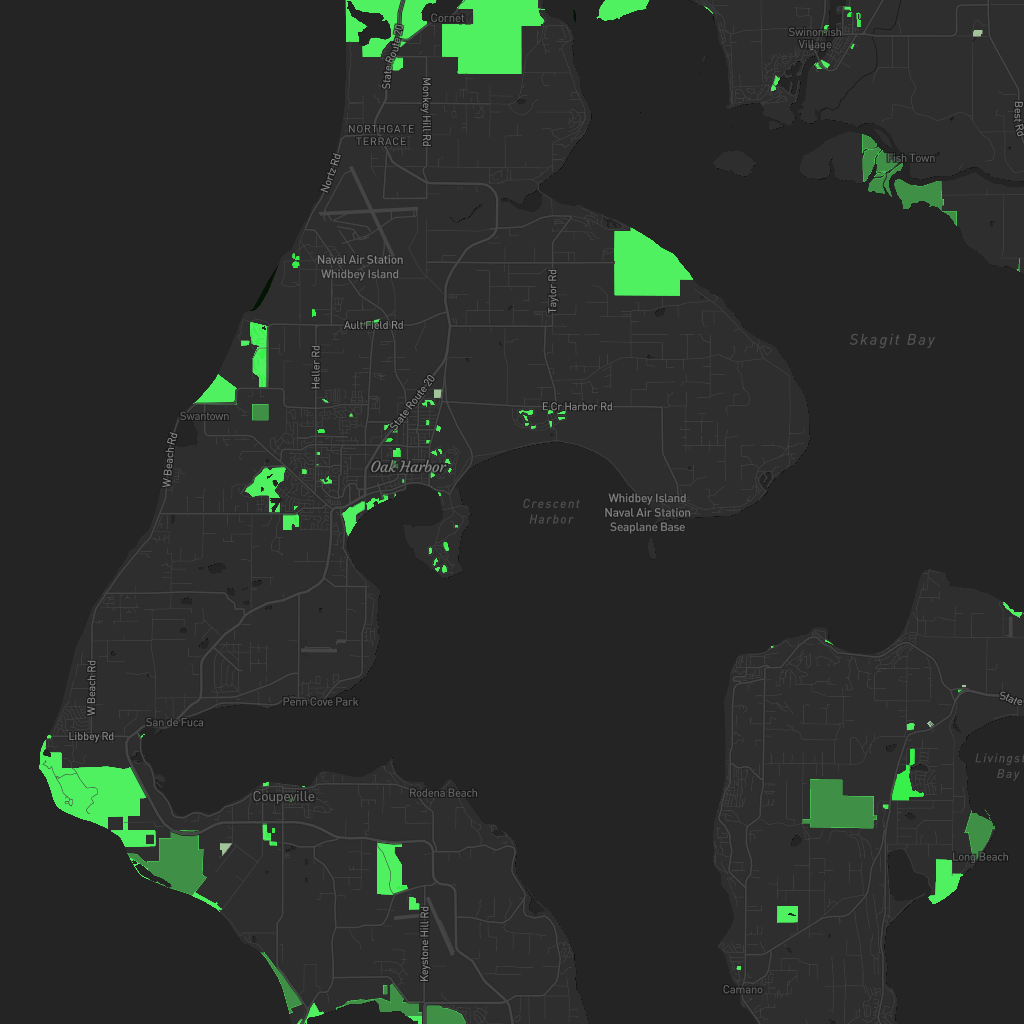 Cornet
State Route 20
Swinomish
Village
Monkey Hill Rd
Best Rd
NORTHGATE
TERRACE
Fish Town
Nortz Rd
Naval Air Station
Whidbey Island
Taylor Rd
Ault Field Rd
Skagit Bay
Heller Rd
State Route 20
E Cr Harbor Rd
Swantown
W Beach Rd
Oak Harbor
Crescent
Harbor
Whidbey Island
Naval Air Station
Seaplane Base
W Beach Rd
Penn Cove Park
State
San de Fuca
Libbey Rd
Livingst
Bay
Coupeville
Rodena Beach
Long Beach
Keystone Hill Rd
Camano